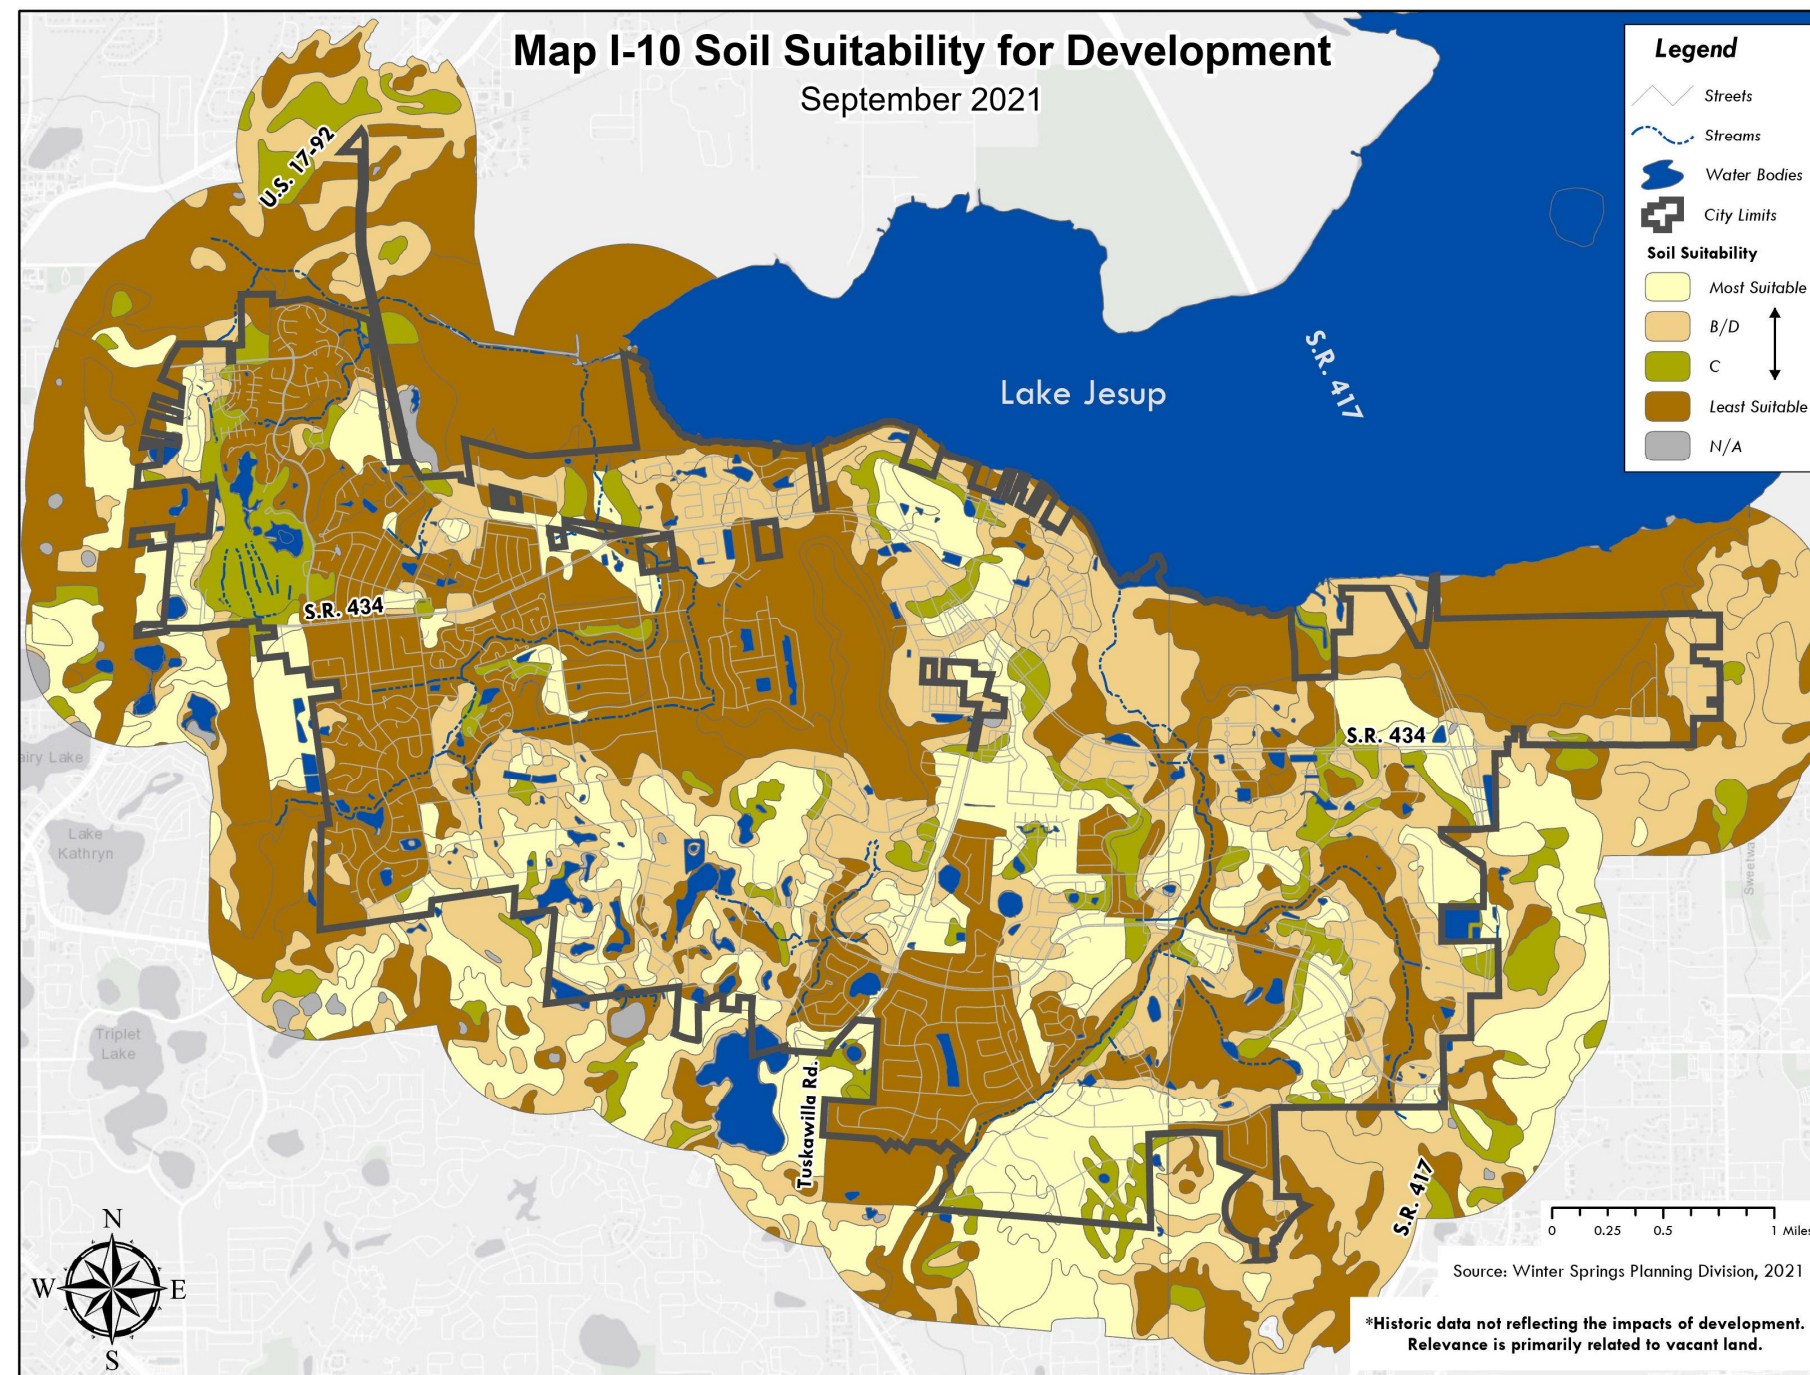 Map I-10 Soil Suitability for Development
September 2021
Legend
Streets
Streams
Water Bodies
City Limits
Soil Suitability
Most Suitable
B/D
C
Least Suitable
N/A
U.S. 17-92
S.R. 417
Lake Jesup
S.R. 434
S.R. 434
airy Lake
Lake
Kathryn
Sweetwa
Triplet
Lake
Tuskawilla Rd.
S.R. 417
N
W E
S
0 0.25 0.5 1 Miles
Source: Winter Springs Planning Division, 2021
*Historic data not reflecting the impacts of development.
Relevance is primarily related to vacant land.